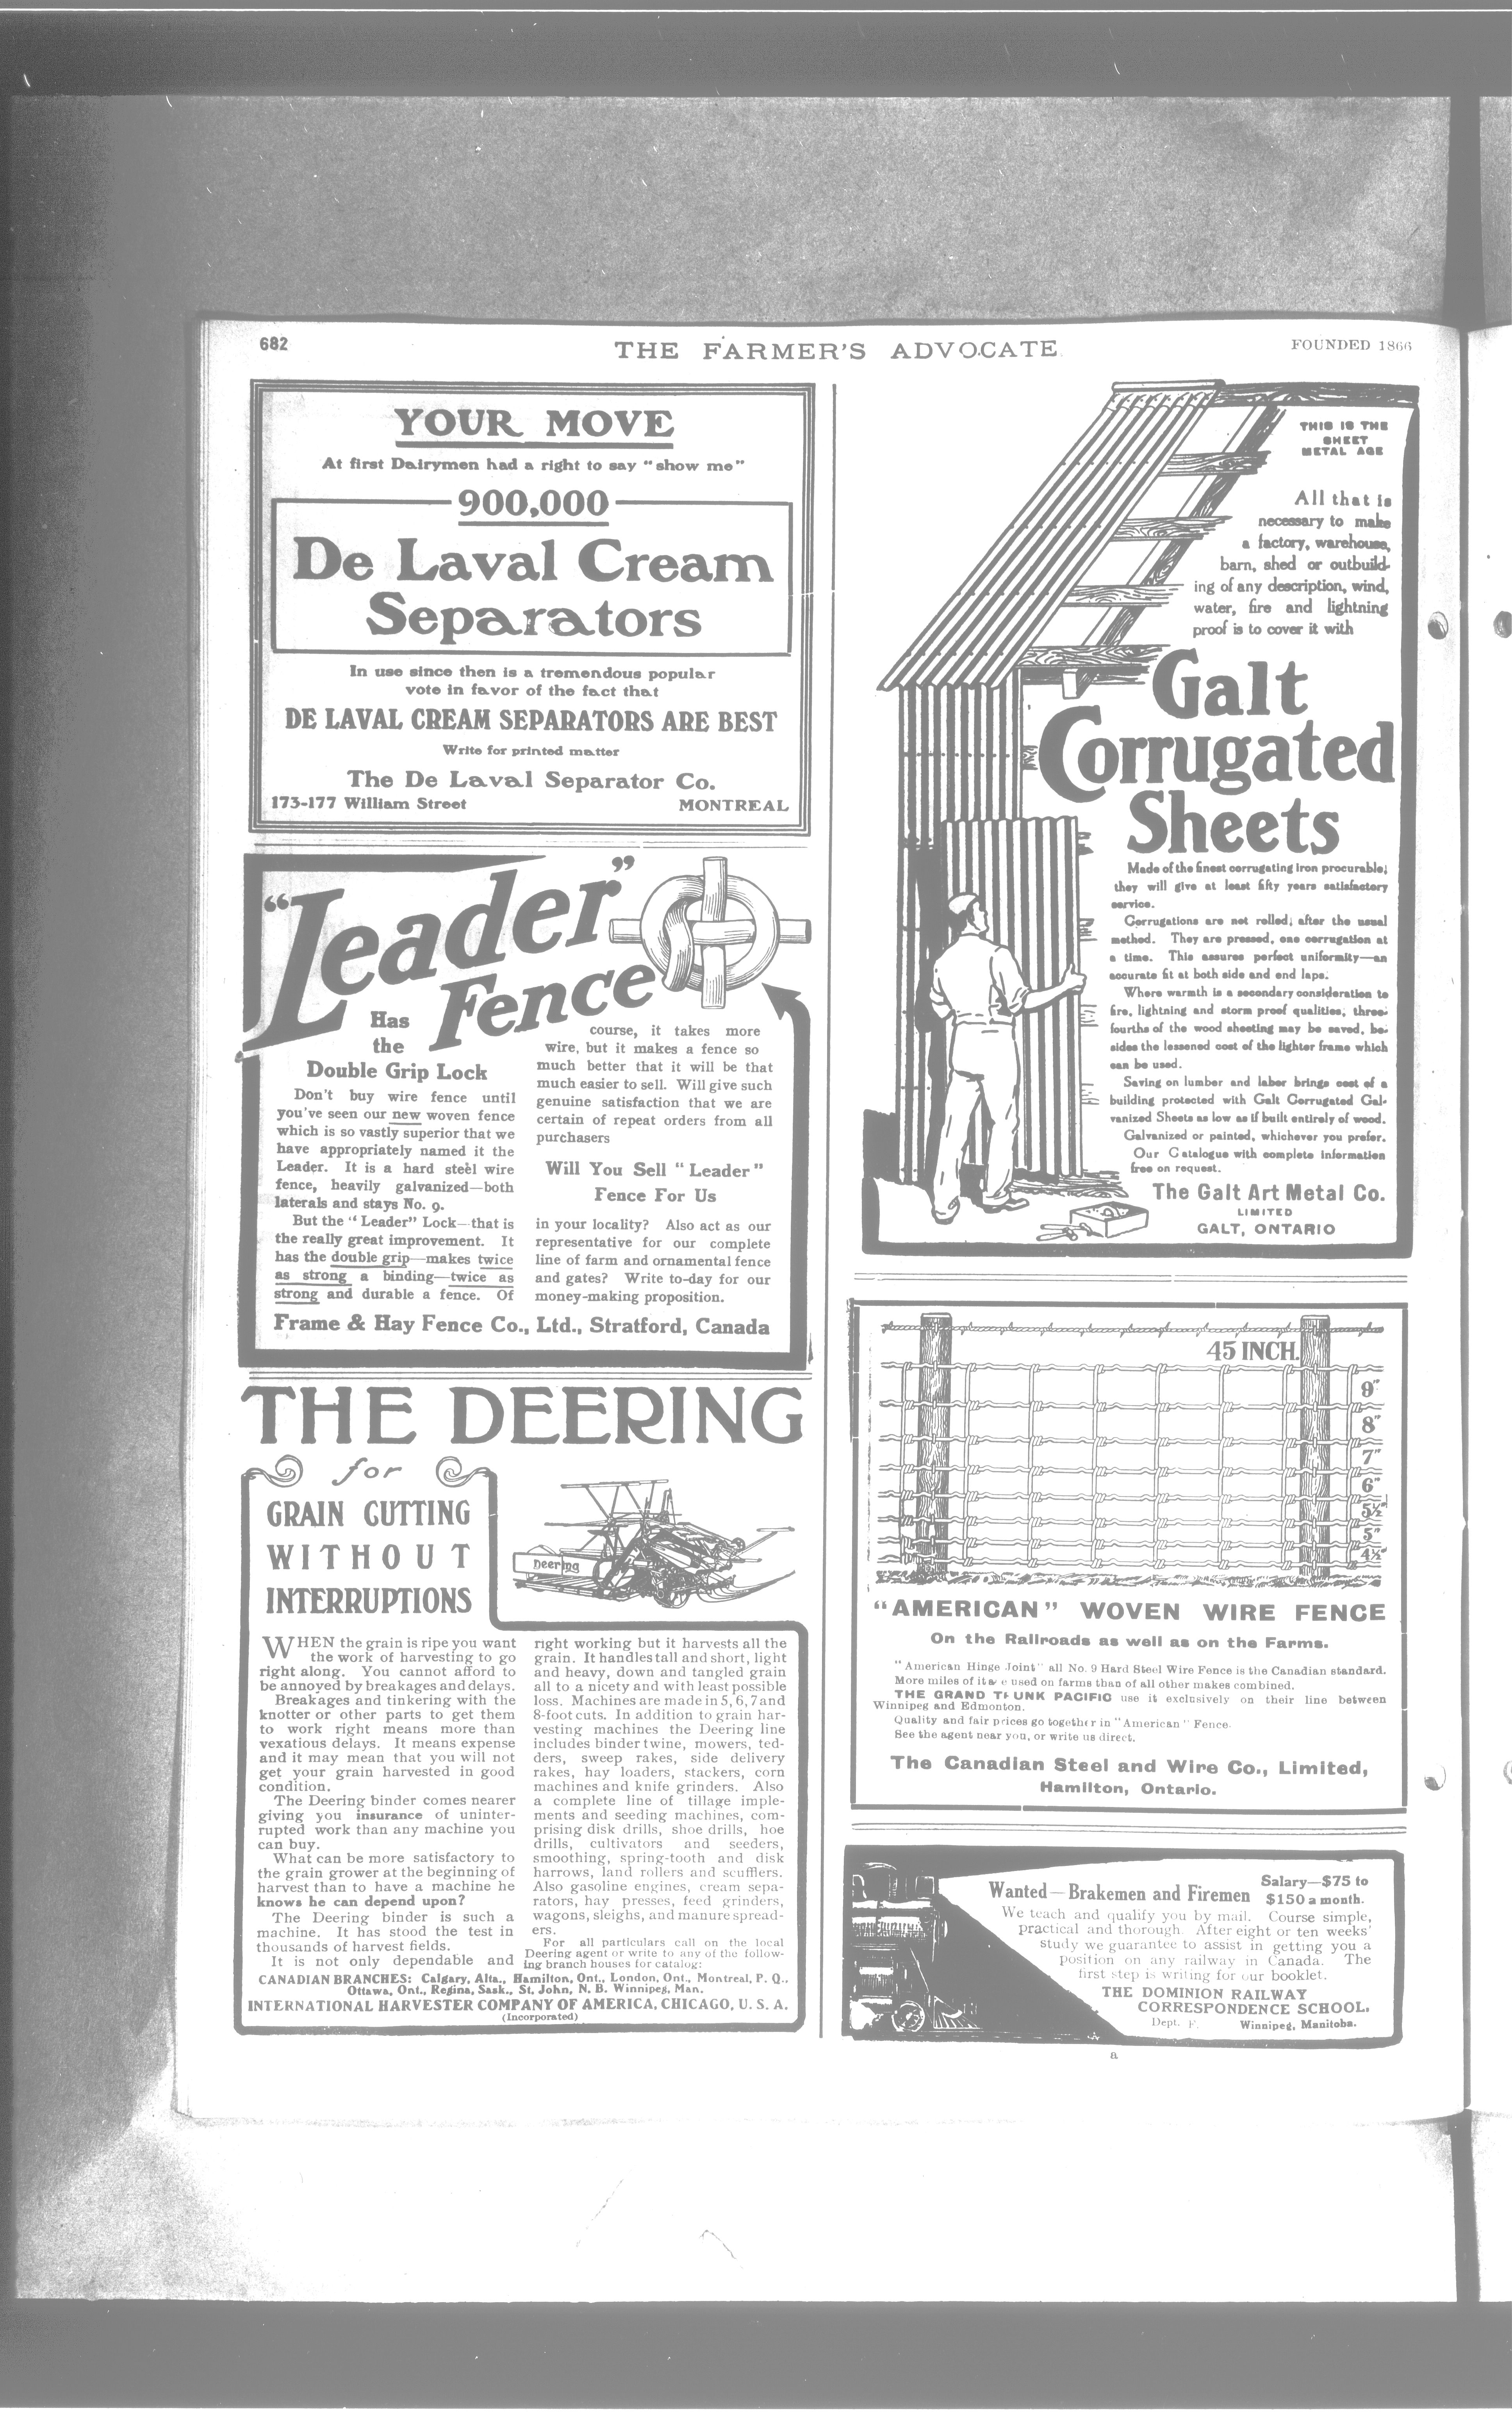 682
THE FARMER'S ADVOCATE
FOUNDED 1866
YOUR MOVE
At first Dairymen had a right to say "show me"
900,000
De Laval Cream
Separators
In use since then is a tremendous popular
vote in favor of the fact that
DE LAVAL CREAM SEPARATORS ARE BEST
Write for printed matter
The De Laval Separator Co.
173-177 William Street MONTREAL
"Leader"
Fence
Has
the
Double Grip Lock
Don't buy wire fence until
you've seen our new woven fence
which is so vastly superior that we
have appropriately named it the
Leader. It is a hard steel wire
fence, heavily galvanized—both
laterals and stays No. 9.
But the "Leader" Lock—that is
the really great improvement. It
has the double grip—makes twice
as strong a binding—twice as
strong and durable a fence. Of
course, it takes more
wire, but it makes a fence so
much better that it will be that
much easier to sell. Will give such
genuine satisfaction that we are
certain of repeat orders from all
purchasers
Will You Sell "Leader"
Fence For Us
in your locality? Also act as our
representative for our complete
line of farm and ornamental fence
and gates? Write to-day for our
money-making proposition.
Frame & Hay Fence Co., Ltd., Stratford, Canada
THE DEERING
for
GRAIN CUTTING
WITHOUT
INTERRUPTIONS
Deering
WHEN the grain is ripe you want
the work of harvesting to go
right along. You cannot afford to
be annoyed by breakages and delays.
Breakages and tinkering with the
knotter or other parts to get them
to work right means more than
vexatious delays. It means expense
and it may mean that you will not
get your grain harvested in good
condition.
The Deering binder comes nearer
giving you insurance of uninter-
rupted work than any machine you
can buy.
What can be more satisfactory to
the grain grower at the beginning of
harvest than to have a machine he
knows he can depend upon?
The Deering binder is such a
machine. It has stood the test in
thousands of harvest fields.
It is not only dependable and
right working but it harvests all the
grain. It handles tall and short, light
and heavy, down and tangled grain
all to a nicety and with least possible
loss. Machines are made in 5, 6, 7 and
8-foot cuts. In addition to grain har-
vesting machines the Deering line
includes binder twine, mowers, ted-
ders, sweep rakes, side delivery
rakes, hay loaders, stackers, corn
machines and knife grinders. Also
a complete line of tillage imple-
ments and seeding machines, com-
prising disk drills, shoe drills, hoe
drills, cultivators and seeders,
smoothing, spring-tooth and disk
harrows, land rollers and scufflers.
Also gasoline engines, cream sepa-
rators, hay presses, feed grinders,
wagons, sleighs, and manure spread-
ers.
For all particulars call on the local
Deering agent or write to any of the follow-
ing branch houses for catalog:
CANADIAN BRANCHES: Calgary, Alta., Hamilton, Ont., London, Ont., Montreal, P. Q.,
Ottawa, Ont., Regina, Sask., St. John, N. B. Winnipeg, Man.
INTERNATIONAL HARVESTER COMPANY OF AMERICA, CHICAGO, U. S. A.
(Incorporated)
THIS IS THE
SHEET
METAL AGE
All that is
necessary to make
a factory, warehouse,
barn, shed or outbuild-
ing of any description, wind,
water, fire and lightning
proof is to cover it with
Galt
Corrugated
Sheets
Made of the finest corrugating iron procurable;
they will give at least fifty years satisfactory
service.
Corrugations are not rolled; after the usual
method. They are pressed, one corrugation at
a time. This assures perfect uniformity—an
accurate fit at both side and end laps.
Where warmth is a secondary consideration to
fire, lightning and storm proof qualities, three-
fourths of the wood sheeting may be saved, be-
sides the lessened cost of the lighter frame which
can be used.
Saving on lumber and labor brings cost of a
building protected with Galt Corrugated Gal-
vanized Sheets as low as if built entirely of wood.
Galvanized or painted, whichever you prefer.
Our Catalogue with complete information
free on request.
The Galt Art Metal Co.
LIMITED
GALT, ONTARIO
45 INCH.
9"
8"
7"
6"
5½"
5"
4½"
"AMERICAN" WOVEN WIRE FENCE
On the Railroads as well as on the Farms.
"American Hinge Joint" all No. 9 Hard Steel Wire Fence is the Canadian standard.
More miles of it used on farms than of all other makes combined.
THE GRAND TRUNK PACIFIC use it exclusively on their line between
Winnipeg and Edmonton.
Quality and fair prices go together in "American" Fence.
See the agent near you, or write us direct.
The Canadian Steel and Wire Co., Limited,
Hamilton, Ontario.
Wanted—Brakemen and Firemen Salary—$75 to
$150 a month.
We teach and qualify you by mail. Course simple,
practical and thorough. After eight or ten weeks'
study we guarantee to assist in getting you a
position on any railway in Canada. The
first step is writing for our booklet.
THE DOMINION RAILWAY
CORRESPONDENCE SCHOOL,
Dept. F. Winnipeg, Manitoba.
a